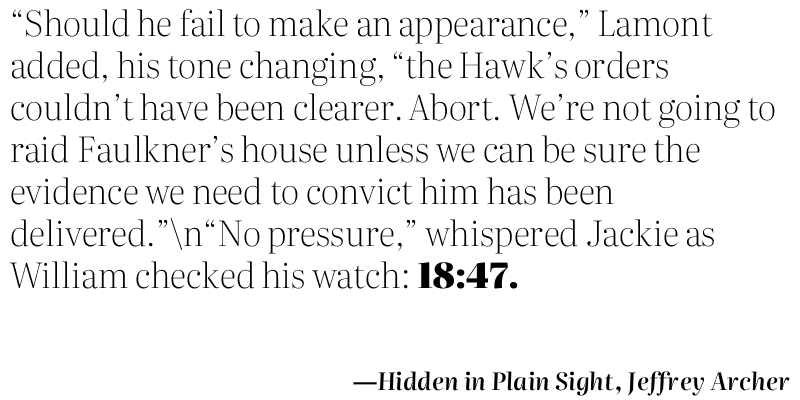 “Should he fail to make an appearance,” Lamont
added, his tone changing, “the Hawk’s orders
couldn’t have been clearer. Abort. We’re not going to
raid Faulkner’s house unless we can be sure the
evidence we need to convict him has been
delivered.”\n“No pressure,” whispered Jackie as
William checked his watch: 18:47.
—Hidden in Plain Sight, Jeffrey Archer